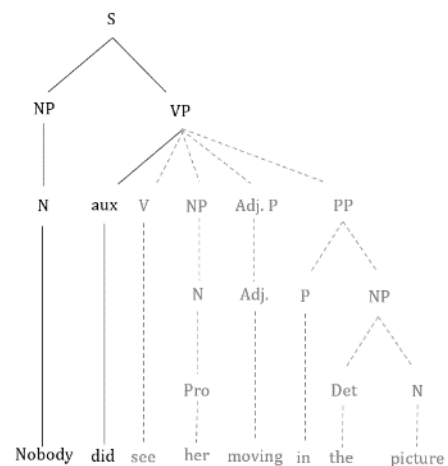 S
NP VP
N aux V NP Adj. P PP
N Adj. P NP
Pro Det N
Nobody did see her moving in the picture